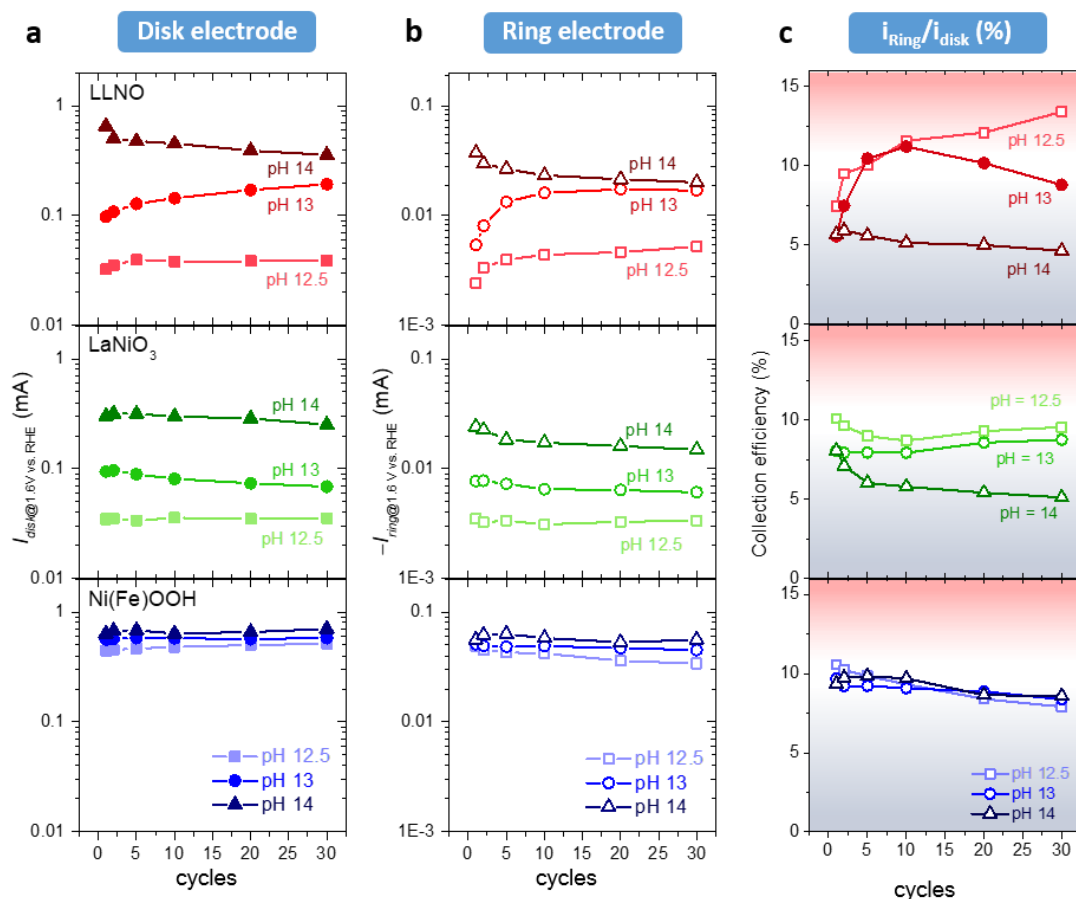 a
Disk electrode
b
Ring electrode
c
iRing/idisk (%)
LLNO
1
0.1
0.01
pH 14
pH 13
pH 12.5
LaNiO3
1
0.1
0.01
pH 14
pH 13
pH 12.5
Ni(Fe)OOH
1
0.1
0.01
pH 12.5
pH 13
pH 14
Idisk@1.6V vs. RHE (mA)
0 5 10 15 20 25 30
cycles
0.1
0.01
1E-3
pH 14
pH 13
pH 12.5
0.1
0.01
1E-3
pH 14
pH 13
pH 12.5
0.1
0.01
1E-3
pH 12.5
pH 13
pH 14
−Iring@1.6 V vs. RHE (mA)
0 5 10 15 20 25 30
cycles
15
10
5
0
pH 12.5
pH 13
pH 14
15
10
5
0
pH = 12.5
pH = 13
pH = 14
15
10
5
0
pH 12.5
pH 13
pH 14
Collection efficiency (%)
0 5 10 15 20 25 30
cycles